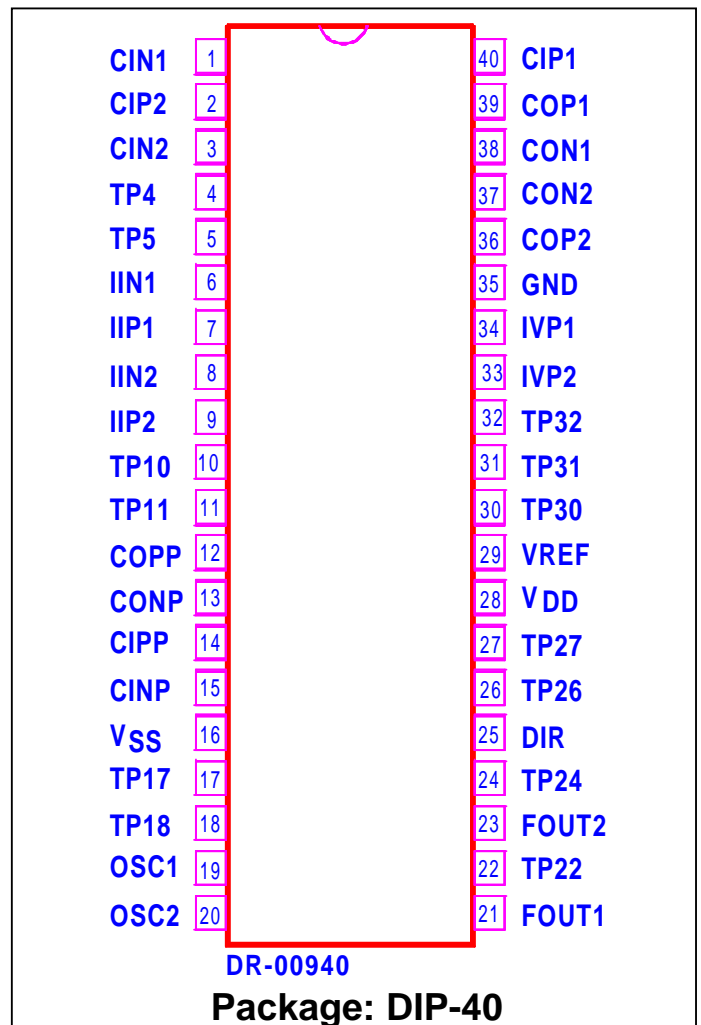 CIN1 1 40 CIP1
CIP2 2 39 COP1
CIN2 3 38 CON1
TP4 4 37 CON2
TP5 5 36 COP2
IIN1 6 35 GND
IIP1 7 34 IVP1
IIN2 8 33 IVP2
IIP2 9 32 TP32
TP10 10 31 TP31
TP11 11 30 TP30
COPP 12 29 VREF
CONP 13 28 VDD
CIPP 14 27 TP27
CINP 15 26 TP26
VSS 16 25 DIR
TP17 17 24 TP24
TP18 18 23 FOUT2
OSC1 19 22 TP22
OSC2 20 21 FOUT1
DR-00940
Package: DIP-40